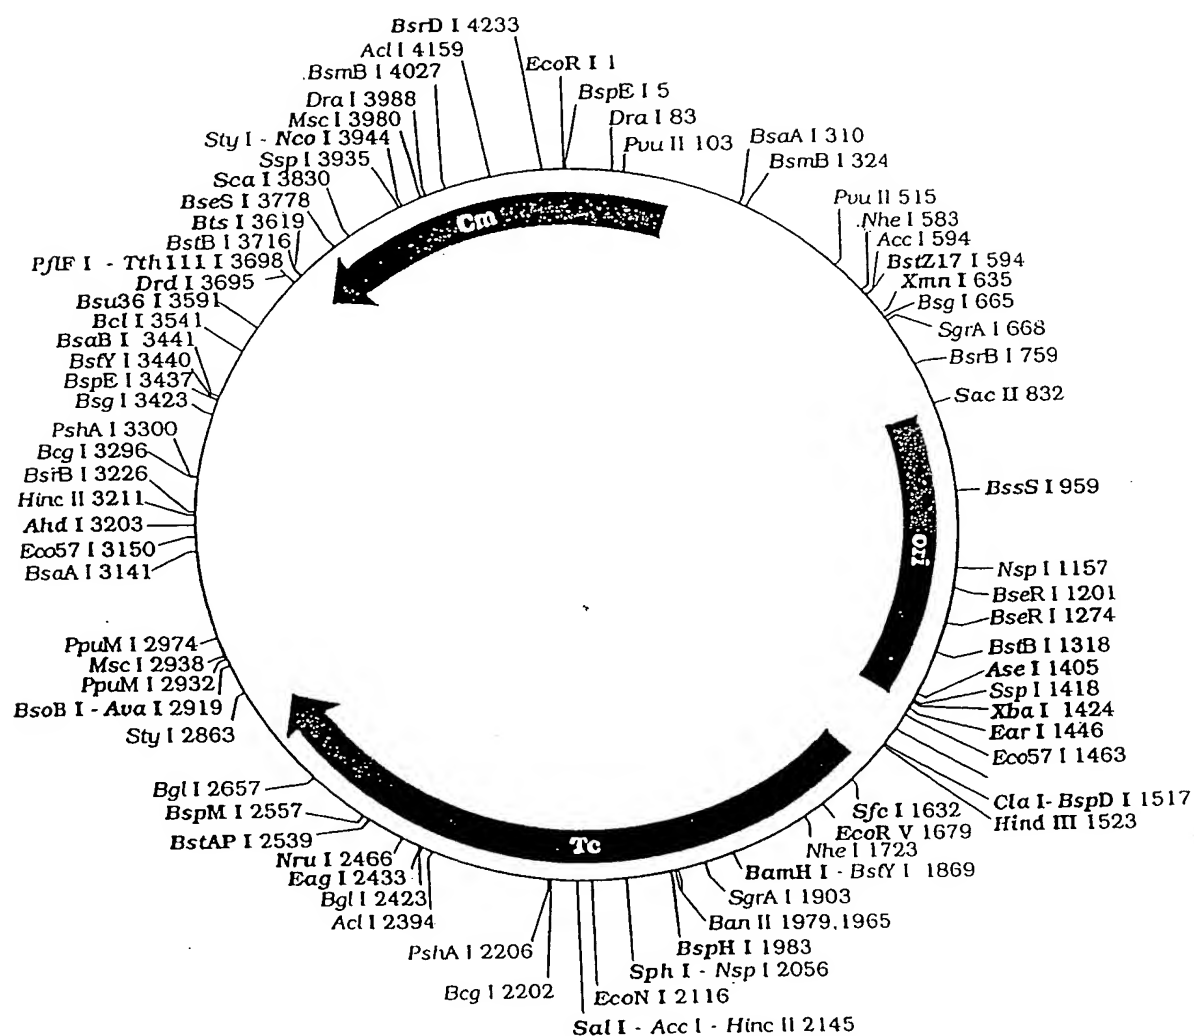 BsrD I 4233
Acl I 4159
BsmB I 4027
Dra I 3988
Msc I 3980
Sty I - Nco I 3944
Ssp I 3935
Sca I 3830
BseS I 3778
Bts I 3619
BstB I 3716
PflF I - Tth111 I 3698
Drd I 3695
Bsu36 I 3591
Bcl I 3541
BsaB I 3441
BstY I 3440
BspE I 3437
Bsg I 3423
PshA I 3300
Bcg I 3296
BsrB I 3226
Hinc II 3211
Ahd I 3203
Eco57 I 3150
BsaA I 3141
PpuM I 2974
Msc I 2938
PpuM I 2932
BsoB I - Ava I 2919
Sty I 2863
Bgl I 2657
BspM I 2557
BstAP I 2539
Nru I 2466
Eag I 2433
Bgl I 2423
Acl I 2394
PshA I 2206
Bcg I 2202
EcoR I 1
BspE I 5
Dra I 83
Pvu II 103
BsaA I 310
BsmB I 324
Pvu II 515
Nhe I 583
Acc I 594
BstZ17 I 594
Xmn I 635
Bsg I 665
SgrA I 668
BsrB I 759
Sac II 832
BssS I 959
Nsp I 1157
BseR I 1201
BseR I 1274
BstB I 1318
Ase I 1405
Ssp I 1418
Xba I 1424
Ear I 1446
Eco57 I 1463
Cla I- BspD I 1517
Hind III 1523
Sfc I 1632
EcoR V 1679
Nhe I 1723
BamH I - BstY I 1869
SgrA I 1903
Ban II 1979,1965
BspH I 1983
Sph I - Nsp I 2056
EcoN I 2116
Sal I - Acc I - Hinc II 2145
Cm
ori
Tc